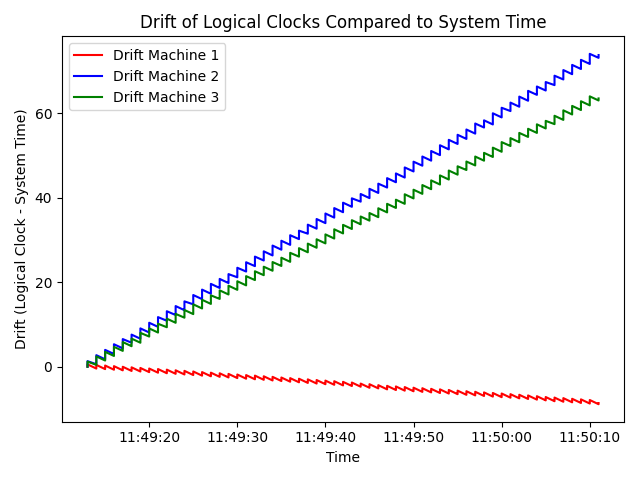 Drift of Logical Clocks Compared to System Time
Drift Machine 1
Drift Machine 2
Drift Machine 3
Drift (Logical Clock - System Time)
60
40
20
0
11:49:20 11:49:30 11:49:40 11:49:50 11:50:00 11:50:10
Time